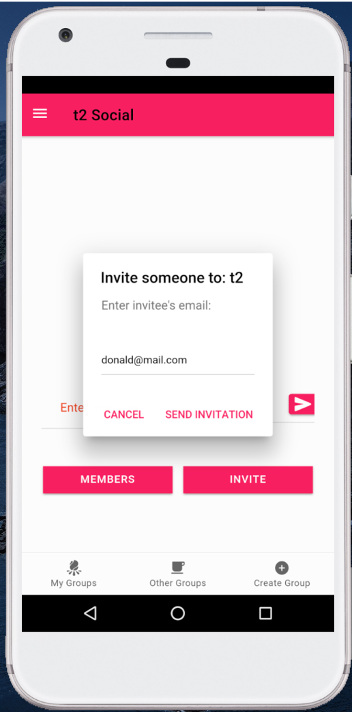 t2 Social
Invite someone to: t2
Enter invitee's email:
donald@mail.com
CANCEL SEND INVITATION
MEMBERS INVITE
My Groups Other Groups Create Group